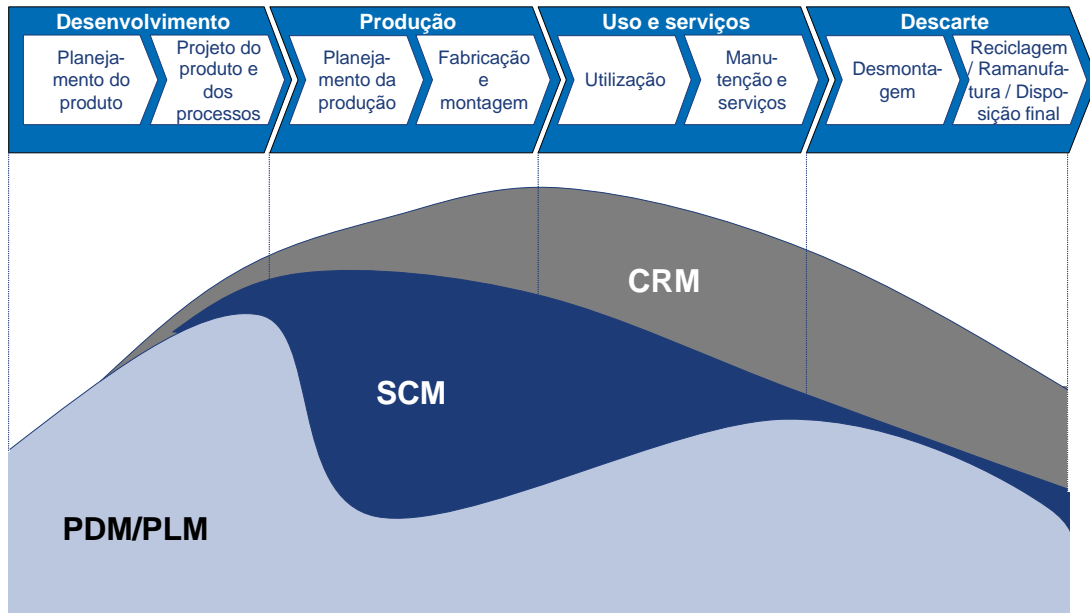 Desenvolvimento
Planeja-
mento do
produto
Projeto do
produto e
dos
processos
Produção
Planeja-
mento da
produção
Fabricação
e
montagem
Uso e serviços
Utilização
Manu-
tenção e
serviços
Descarte
Desmonta-
gem
Reciclagem
/ Ramanufa-
tura / Dispo-
sição final
CRM
SCM
PDM/PLM